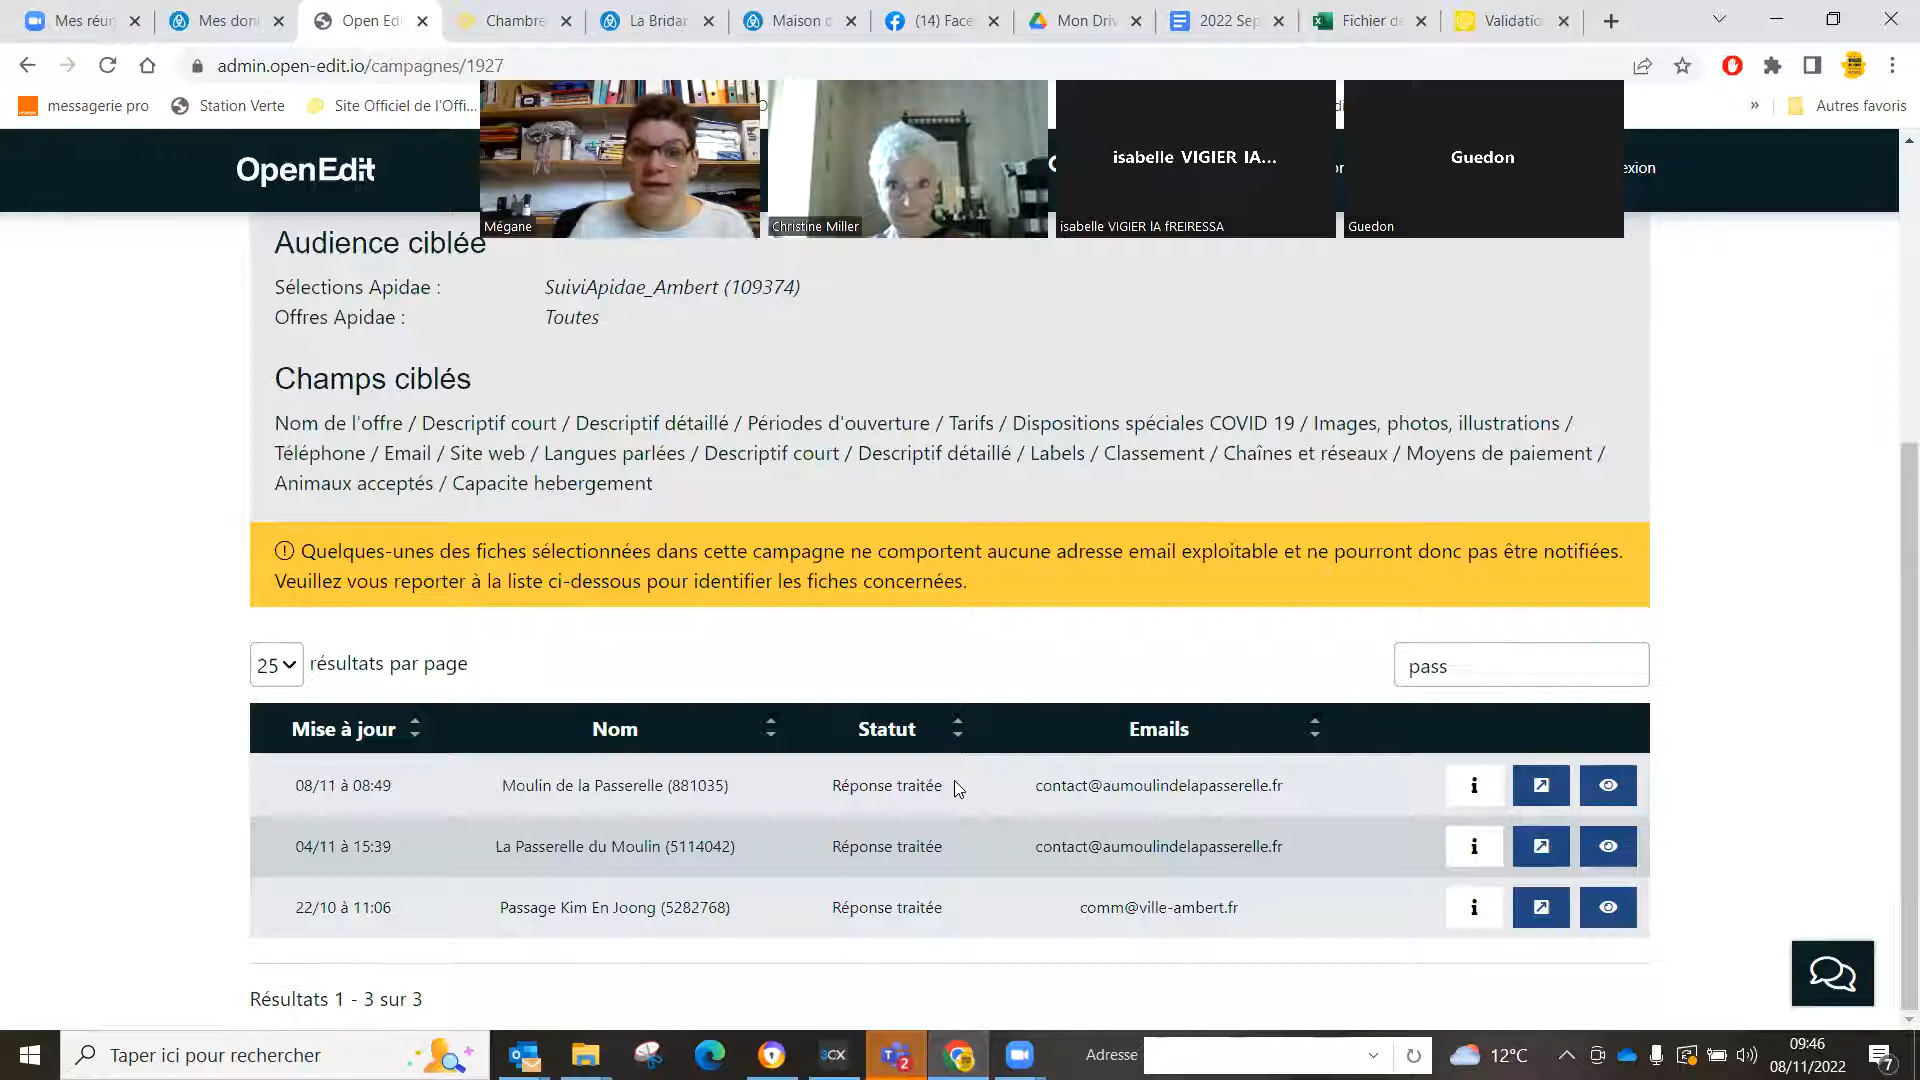 Mes réu
Mes don
Open Ed
Chambre
La Bridar
Maison
(14) Face
Mon Driv
2022 Sep
Fichier de
Validatio
admin.open-edit.io/campagnes/1927
messagerie pro
Station Verte
Site Officiel de l'Offi...
»
Autres favoris
OpenEdit
exion
isabelle VIGIER IA...
Guedon
Mégane
Christine Miller
isabelle VIGIER IA fREIRESSA
Guedon
Audience ciblée
Sélections Apidae : SuiviApidae_Ambert (109374)
Offres Apidae : Toutes
Champs ciblés
Nom de l'offre / Descriptif court / Descriptif détaillé / Périodes d'ouverture / Tarifs / Dispositions spéciales COVID 19 / Images, photos, illustrations /
Téléphone / Email / Site web / Langues parlées / Descriptif court / Descriptif détaillé / Labels / Classement / Chaînes et réseaux / Moyens de paiement /
Animaux acceptés / Capacite hebergement
Quelques-unes des fiches sélectionnées dans cette campagne ne comportent aucune adresse email exploitable et ne pourront donc pas être notifiées.
Veuillez vous reporter à la liste ci-dessous pour identifier les fiches concernées.
25 résultats par page
pass
Mise à jour Nom Statut Emails
08/11 à 08:49 Moulin de la Passerelle (881035) Réponse traitée contact@aumoulindelapasserelle.fr
04/11 à 15:39 La Passerelle du Moulin (5114042) Réponse traitée contact@aumoulindelapasserelle.fr
22/10 à 11:06 Passage Kim En Joong (5282768) Réponse traitée comm@ville-ambert.fr
Résultats 1 - 3 sur 3
Taper ici pour rechercher
3CX
2
Adresse
12°C
09:46
08/11/2022
7